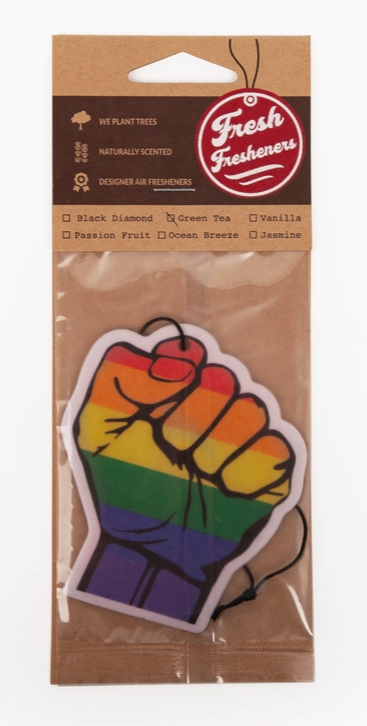 Fresh
Fresheners
WE PLANT TREES
NATURALLY SCENTED
DESIGNER AIR FRESHENERS
☐ Black Diamond ☑ Green Tea ☐ Vanilla
☐ Passion Fruit ☐ Ocean Breeze ☐ Jasmine